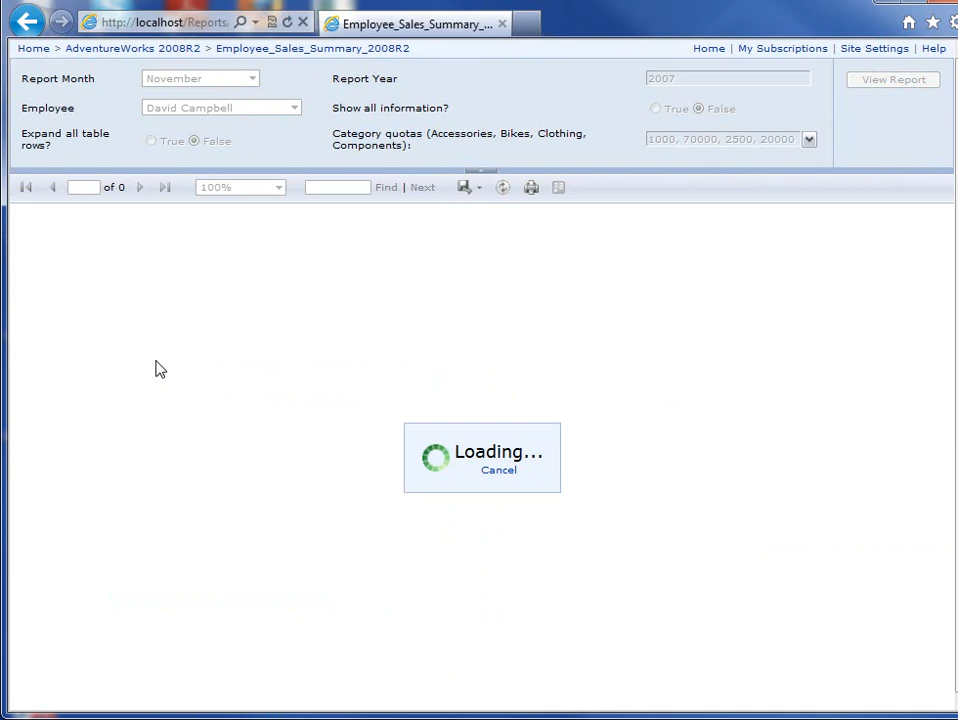 http://localhost/Reports,
Employee_Sales_Summary_...
Home > AdventureWorks 2008R2 > Employee_Sales_Summary_2008R2
Home | My Subscriptions | Site Settings | Help
Report Month November Report Year 2007 View Report
Employee David Campbell Show all information? True False
Expand all table rows? True False Category quotas (Accessories, Bikes, Clothing, Components): 1000, 70000, 2500, 20000
of 0 100% Find | Next
Loading...
Cancel